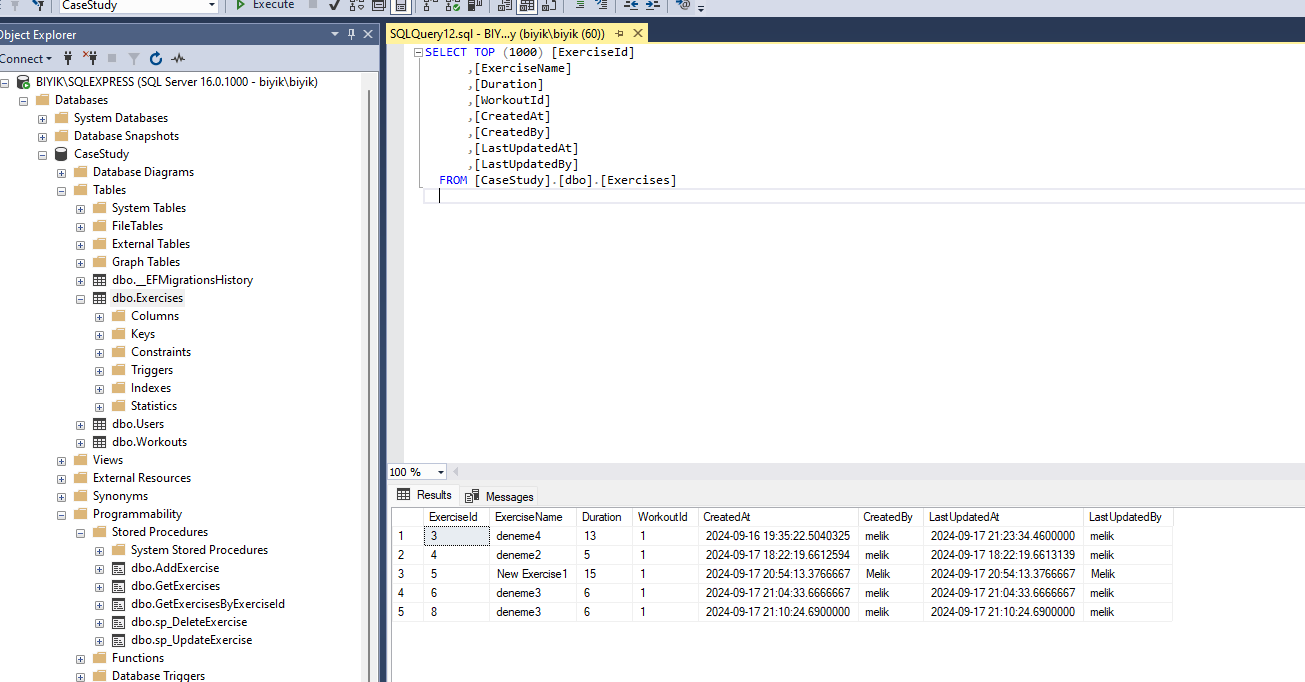 CaseStudy
Execute
Object Explorer
SQLQuery12.sql - BIY...y (biyik\biyik (60))
Connect
BIYIK\SQLEXPRESS (SQL Server 16.0.1000 - biyik\biyik)
Databases
System Databases
Database Snapshots
CaseStudy
Database Diagrams
Tables
System Tables
FileTables
External Tables
Graph Tables
dbo.__EFMigrationsHistory
dbo.Exercises
Columns
Keys
Constraints
Triggers
Indexes
Statistics
dbo.Users
dbo.Workouts
Views
External Resources
Synonyms
Programmability
Stored Procedures
System Stored Procedures
dbo.AddExercise
dbo.GetExercises
dbo.GetExercisesByExerciseId
dbo.sp_DeleteExercise
dbo.sp_UpdateExercise
Functions
Database Triggers
SELECT TOP (1000) [ExerciseId]
,[ExerciseName]
,[Duration]
,[WorkoutId]
,[CreatedAt]
,[CreatedBy]
,[LastUpdatedAt]
,[LastUpdatedBy]
FROM [CaseStudy].[dbo].[Exercises]
100 %
Results Messages
ExerciseId ExerciseName Duration WorkoutId CreatedAt CreatedBy LastUpdatedAt LastUpdatedBy
1 3 deneme4 13 1 2024-09-16 19:35:22.5040325 melik 2024-09-17 21:23:34.4600000 melik
2 4 deneme2 5 1 2024-09-17 18:22:19.6612594 melik 2024-09-17 18:22:19.6613139 melik
3 5 New Exercise1 15 1 2024-09-17 20:54:13.3766667 Melik 2024-09-17 20:54:13.3766667 Melik
4 6 deneme3 6 1 2024-09-17 21:04:33.6666667 melik 2024-09-17 21:04:33.6666667 melik
5 8 deneme3 6 1 2024-09-17 21:10:24.6900000 melik 2024-09-17 21:10:24.6900000 melik